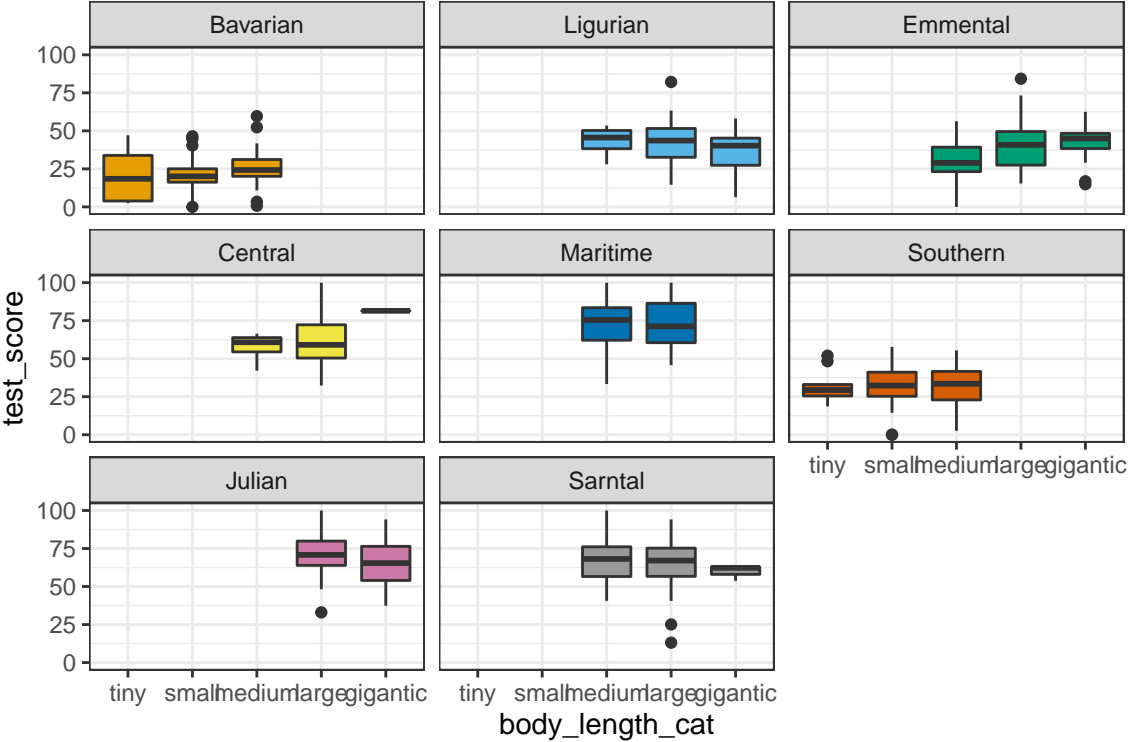 Bavarian Ligurian Emmental
100
75
50
25
0
Central Maritime Southern
100
75
50
25
0
tiny small medium large gigantic
Julian Sarntal
100
75
50
25
0
tiny small medium large gigantic tiny small medium large gigantic
body_length_cat
test_score